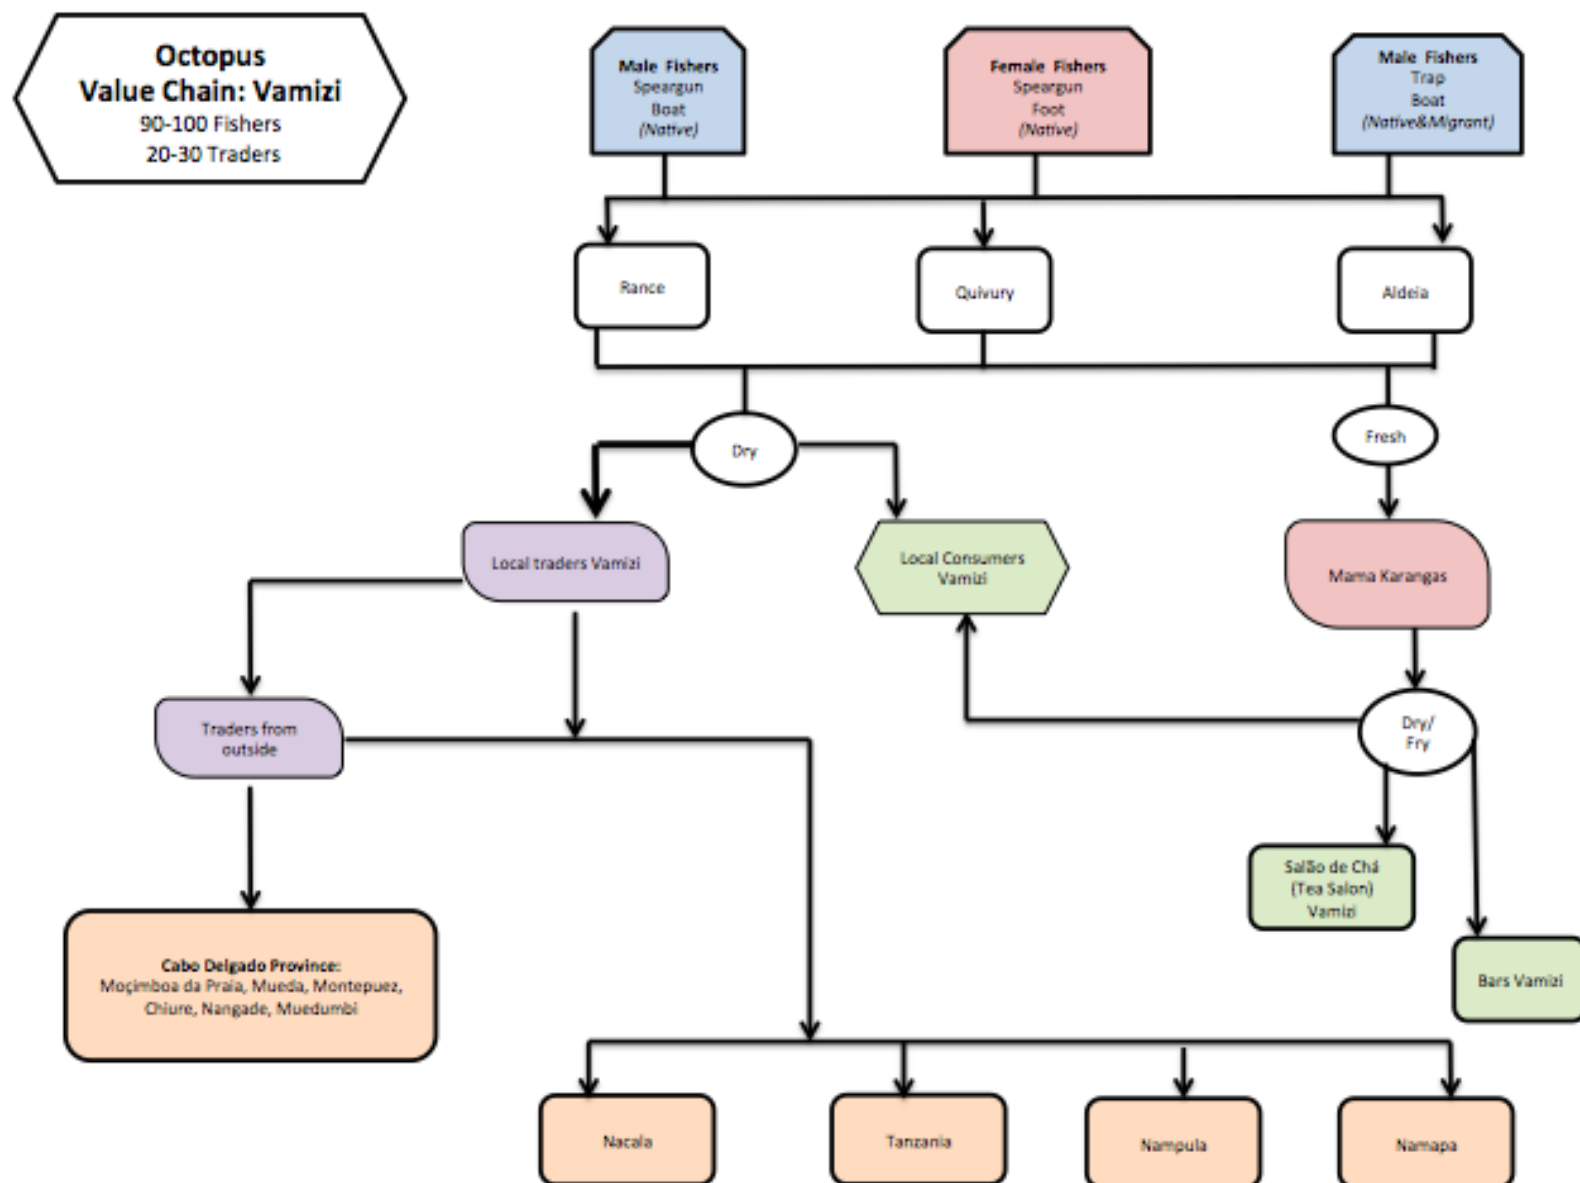 Octopus
Value Chain: Vamizi
90-100 Fishers
20-30 Traders
Male Fishers
Speargun
Boat
(Native)
Female Fishers
Speargun
Foot
(Native)
Male Fishers
Trap
Boat
(Native&Migrant)
Rance
Quivury
Aldeia
Dry
Fresh
Local traders Vamizi
Local Consumers
Vamizi
Mama Karangas
Traders from
outside
Dry/
Fry
Salão de Chá
(Tea Salon)
Vamizi
Bars Vamizi
Cabo Delgado Province:
Moçimboa da Praia, Mueda, Montepuez,
Chiure, Nangade, Muedumbi
Nacala
Tanzania
Nampula
Namapa